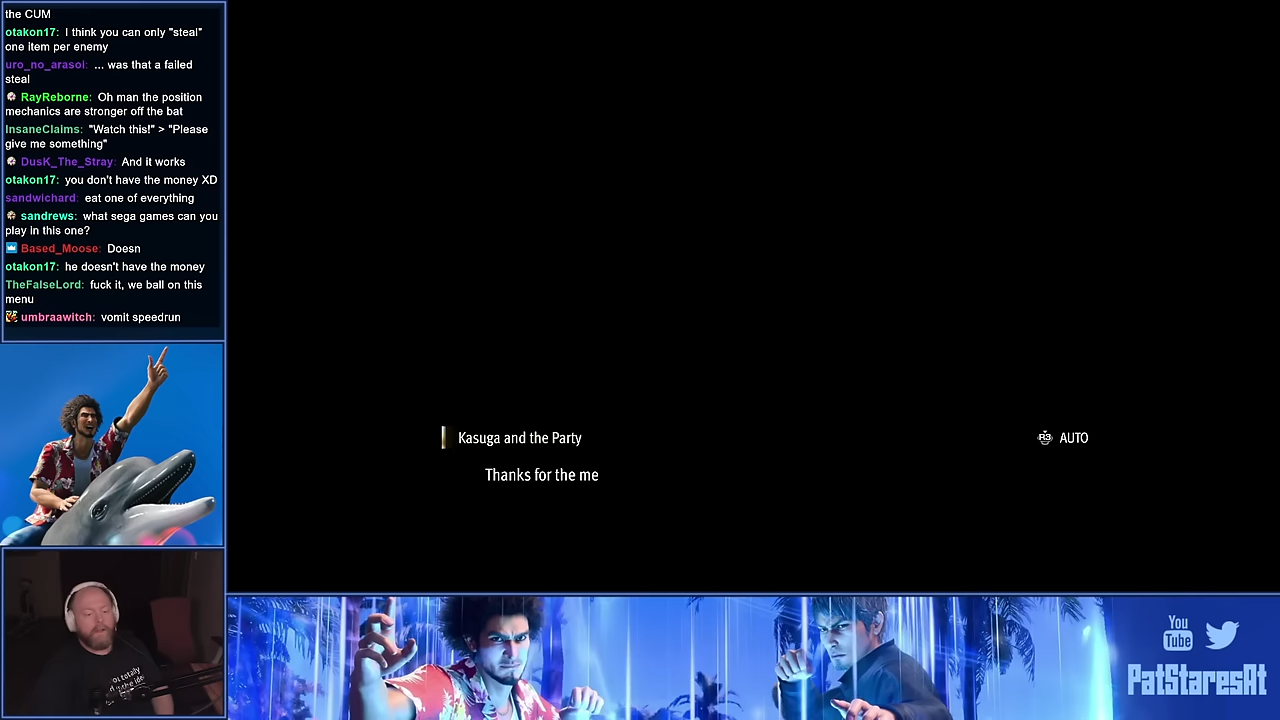 the CUM
otakon17: I think you can only "steal"
one item per enemy
uro_no_arasoi: ... was that a failed
steal
RayReborne: Oh man the position
mechanics are stronger off the bat
InsaneClaims: "Watch this!" > "Please
give me something"
DusK_The_Stray: And it works
otakon17: you don't have the money XD
sandwichard: eat one of everything
sandrews: what sega games can you
play in this one?
Based_Moose: Doesn
otakon17: he doesn't have the money
TheFalseLord: fuck it, we ball on this
menu
umbraawitch: vomit speedrun
Kasuga and the Party
R3 AUTO
Thanks for the me
You
Tube
PatStaresAt